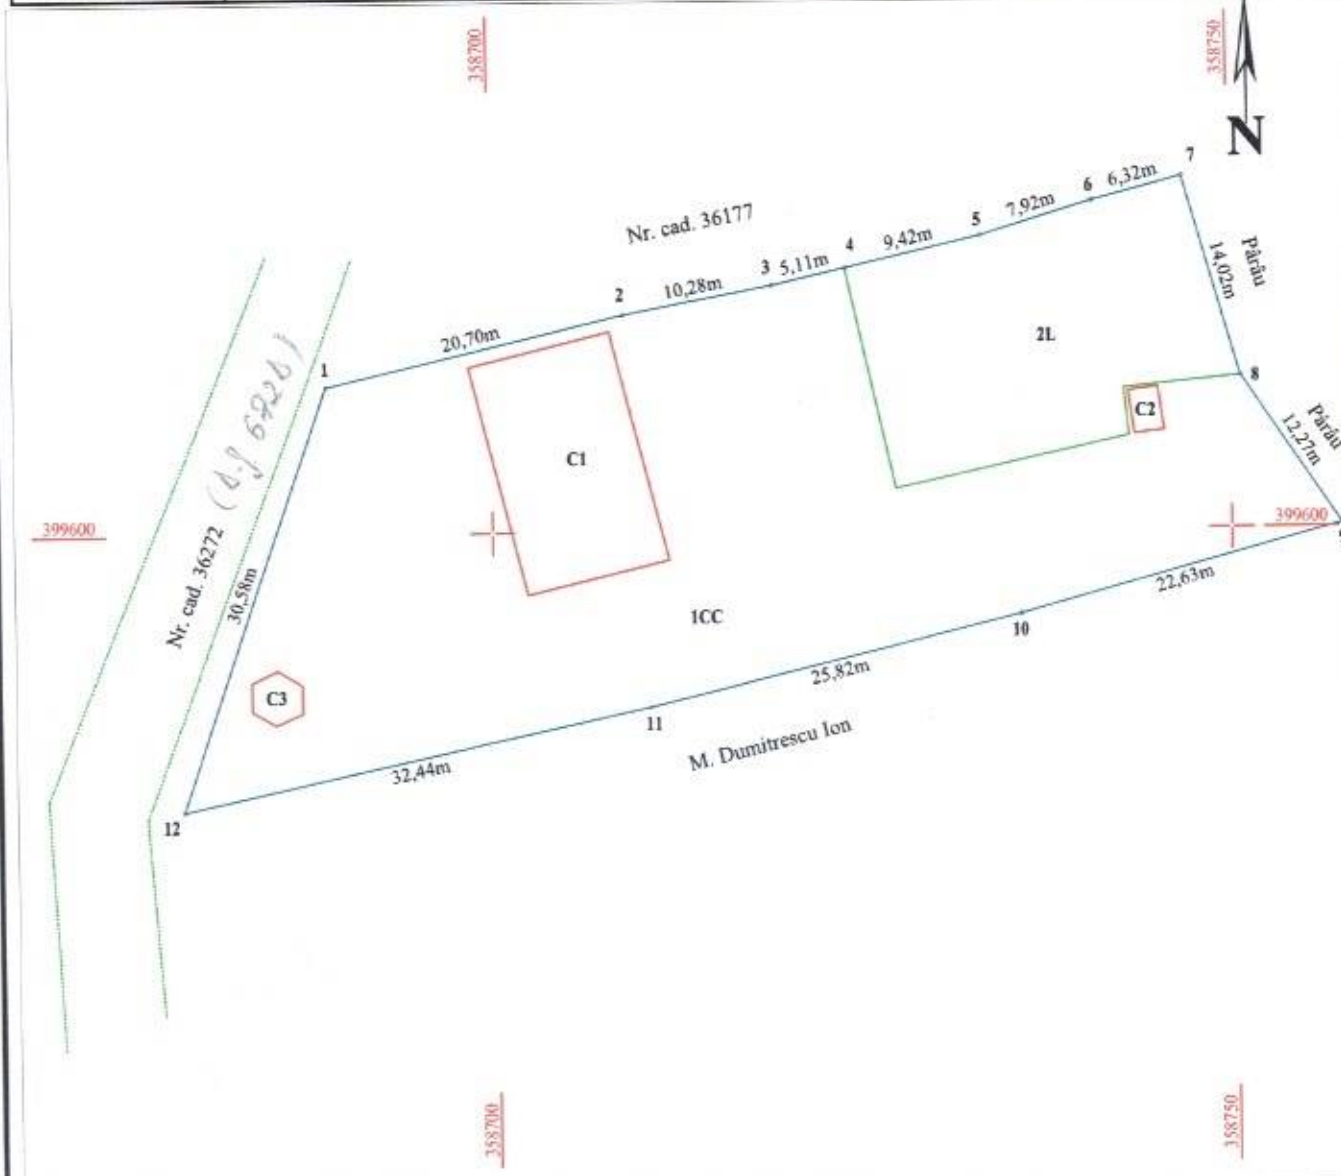 358700
358750
N
7
6,32m
6
7,92m
5
9,42m
4
Nr. cad. 36177
3
5,11m
10,28m
2
20,70m
1
14,02m
Pârâu
2L
8
C2
Pârâu
12,27m
C1
Nr. cad. 36272
399600
399600
30,58m
22,63m
1CC
10
25,82m
C3
11
M. Dumitrescu Ion
32,44m
12
358700
358750